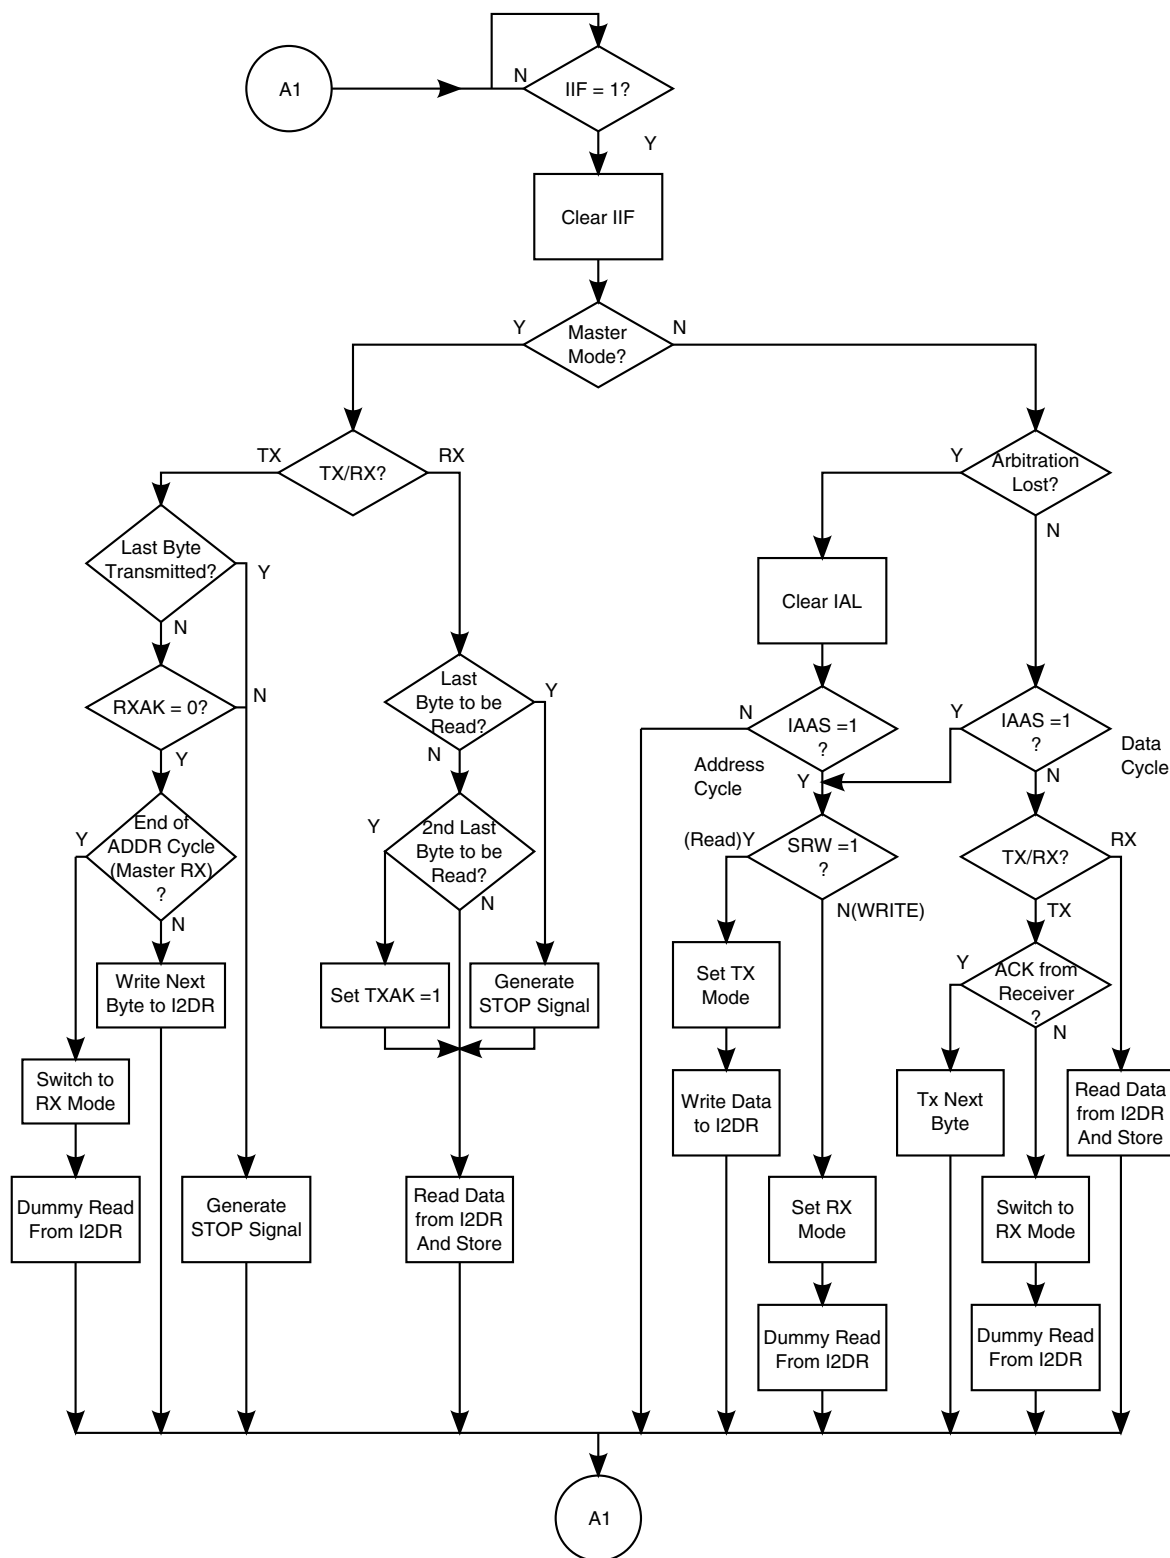 A1
N
IIF = 1?
Y
Clear IIF
Y
Master
Mode?
N
TX
TX/RX?
RX
Y
Arbitration
Lost?
N
Last Byte
Transmitted?
Y
N
Clear IAL
RXAK = 0?
N
Y
Last
Byte to be
Read?
Y
N
N
IAAS =1
?
Address
Cycle
Y
Y
IAAS =1
?
Data
Cycle
N
Y
End of
ADDR Cycle
(Master RX)
?
N
Y
2nd Last
Byte to be
Read?
N
(Read)Y
SRW =1
?
N(WRITE)
TX/RX?
RX
TX
Write Next
Byte to I2DR
Set TXAK =1
Generate
STOP Signal
Set TX
Mode
Y
ACK from
Receiver
?
N
Switch to
RX Mode
Write Data
to I2DR
Tx Next
Byte
Read Data
from I2DR
And Store
Dummy Read
From I2DR
Generate
STOP Signal
Read Data
from I2DR
And Store
Set RX
Mode
Switch to
RX Mode
Dummy Read
From I2DR
Dummy Read
From I2DR
A1